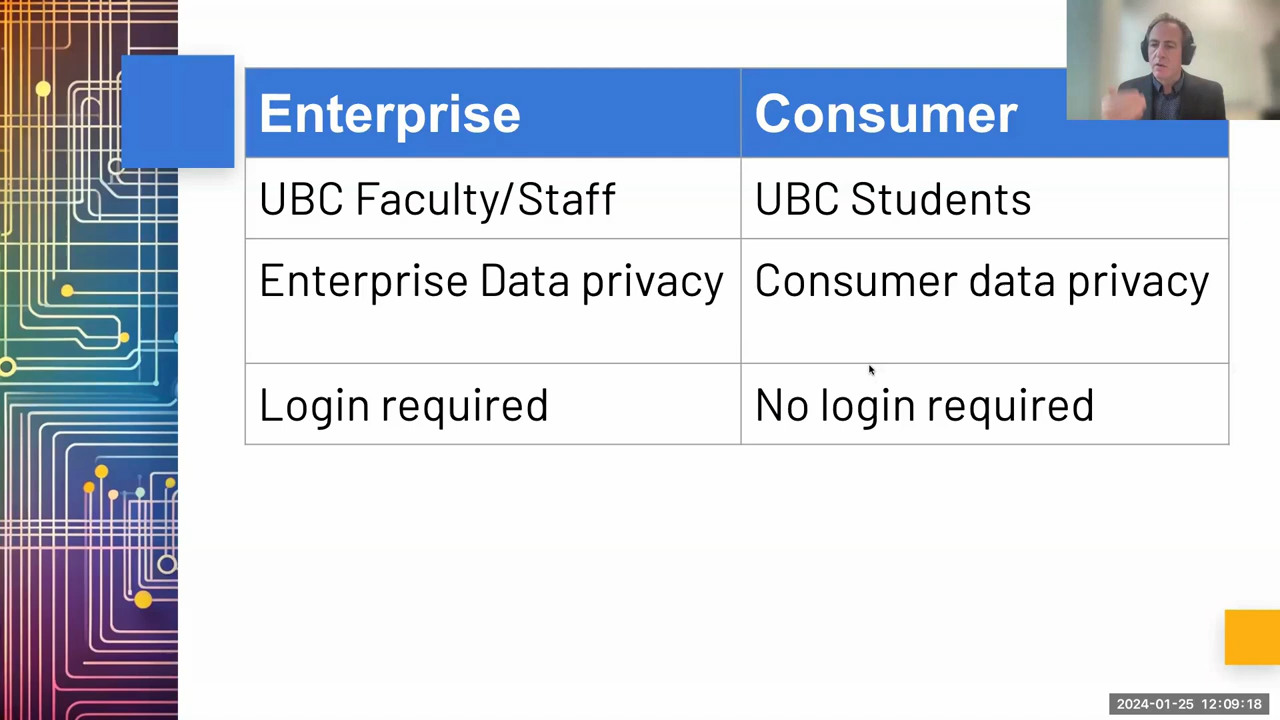 Enterprise
Consumer
UBC Faculty/Staff
UBC Students
Enterprise Data privacy
Consumer data privacy
Login required
No login required
2024-01-25 12:09:18